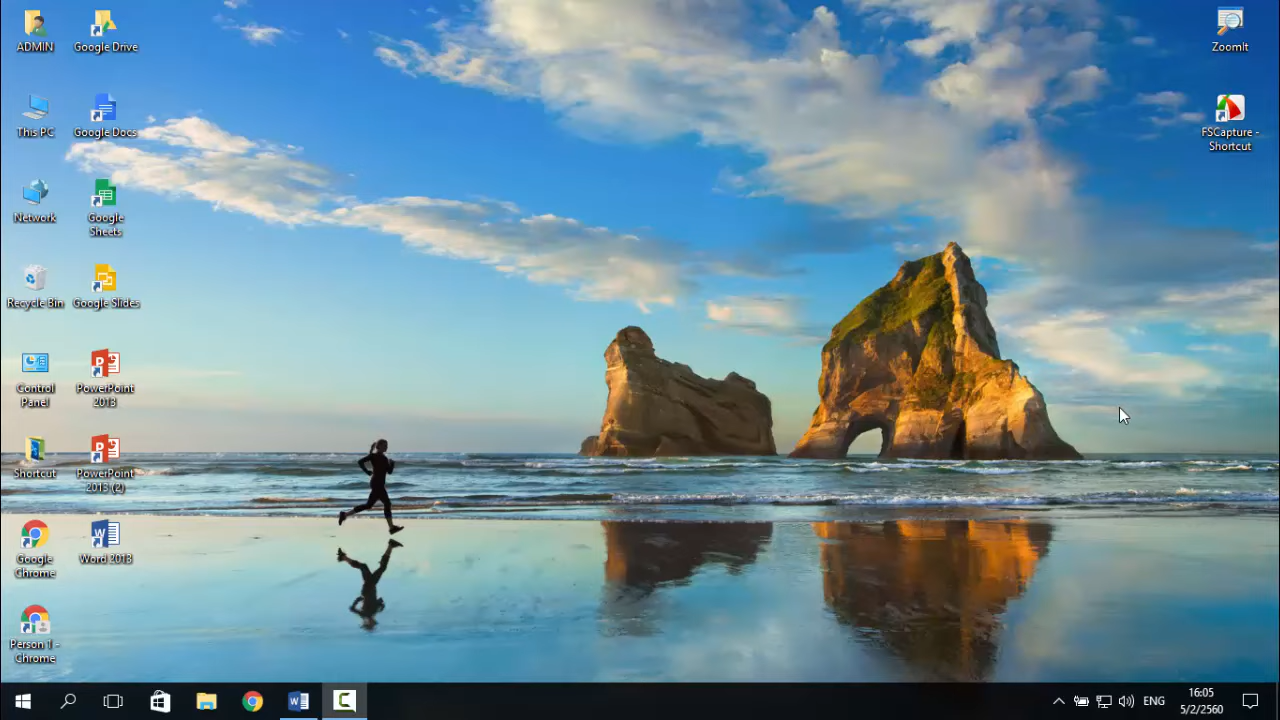 ADMIN
Google Drive
ZoomIt
This PC
Google Docs
FSCapture -
Shortcut
Network
Google
Sheets
Recycle Bin
Google Slides
Control
Panel
PowerPoint
2013
Shortcut
PowerPoint
2013 (2)
Google
Chrome
Word 2013
Person 1 -
Chrome
ENG
16:05
5/2/2560